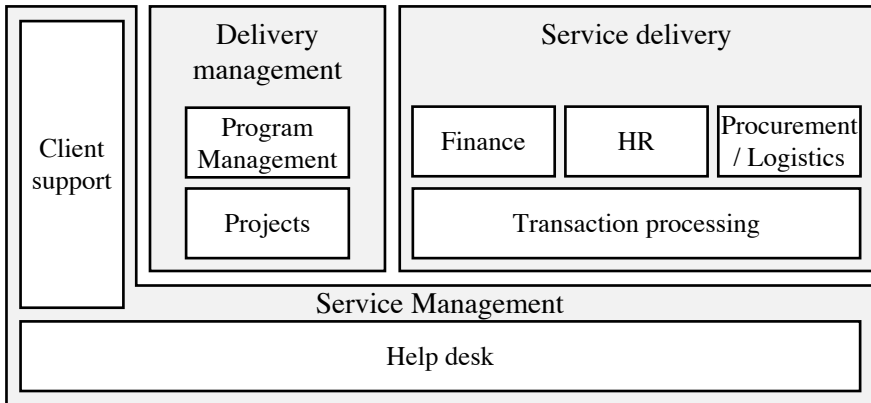 Client
support
Delivery
management
Program
Management
Projects
Service delivery
Finance
HR
Procurement
/ Logistics
Transaction processing
Service Management
Help desk